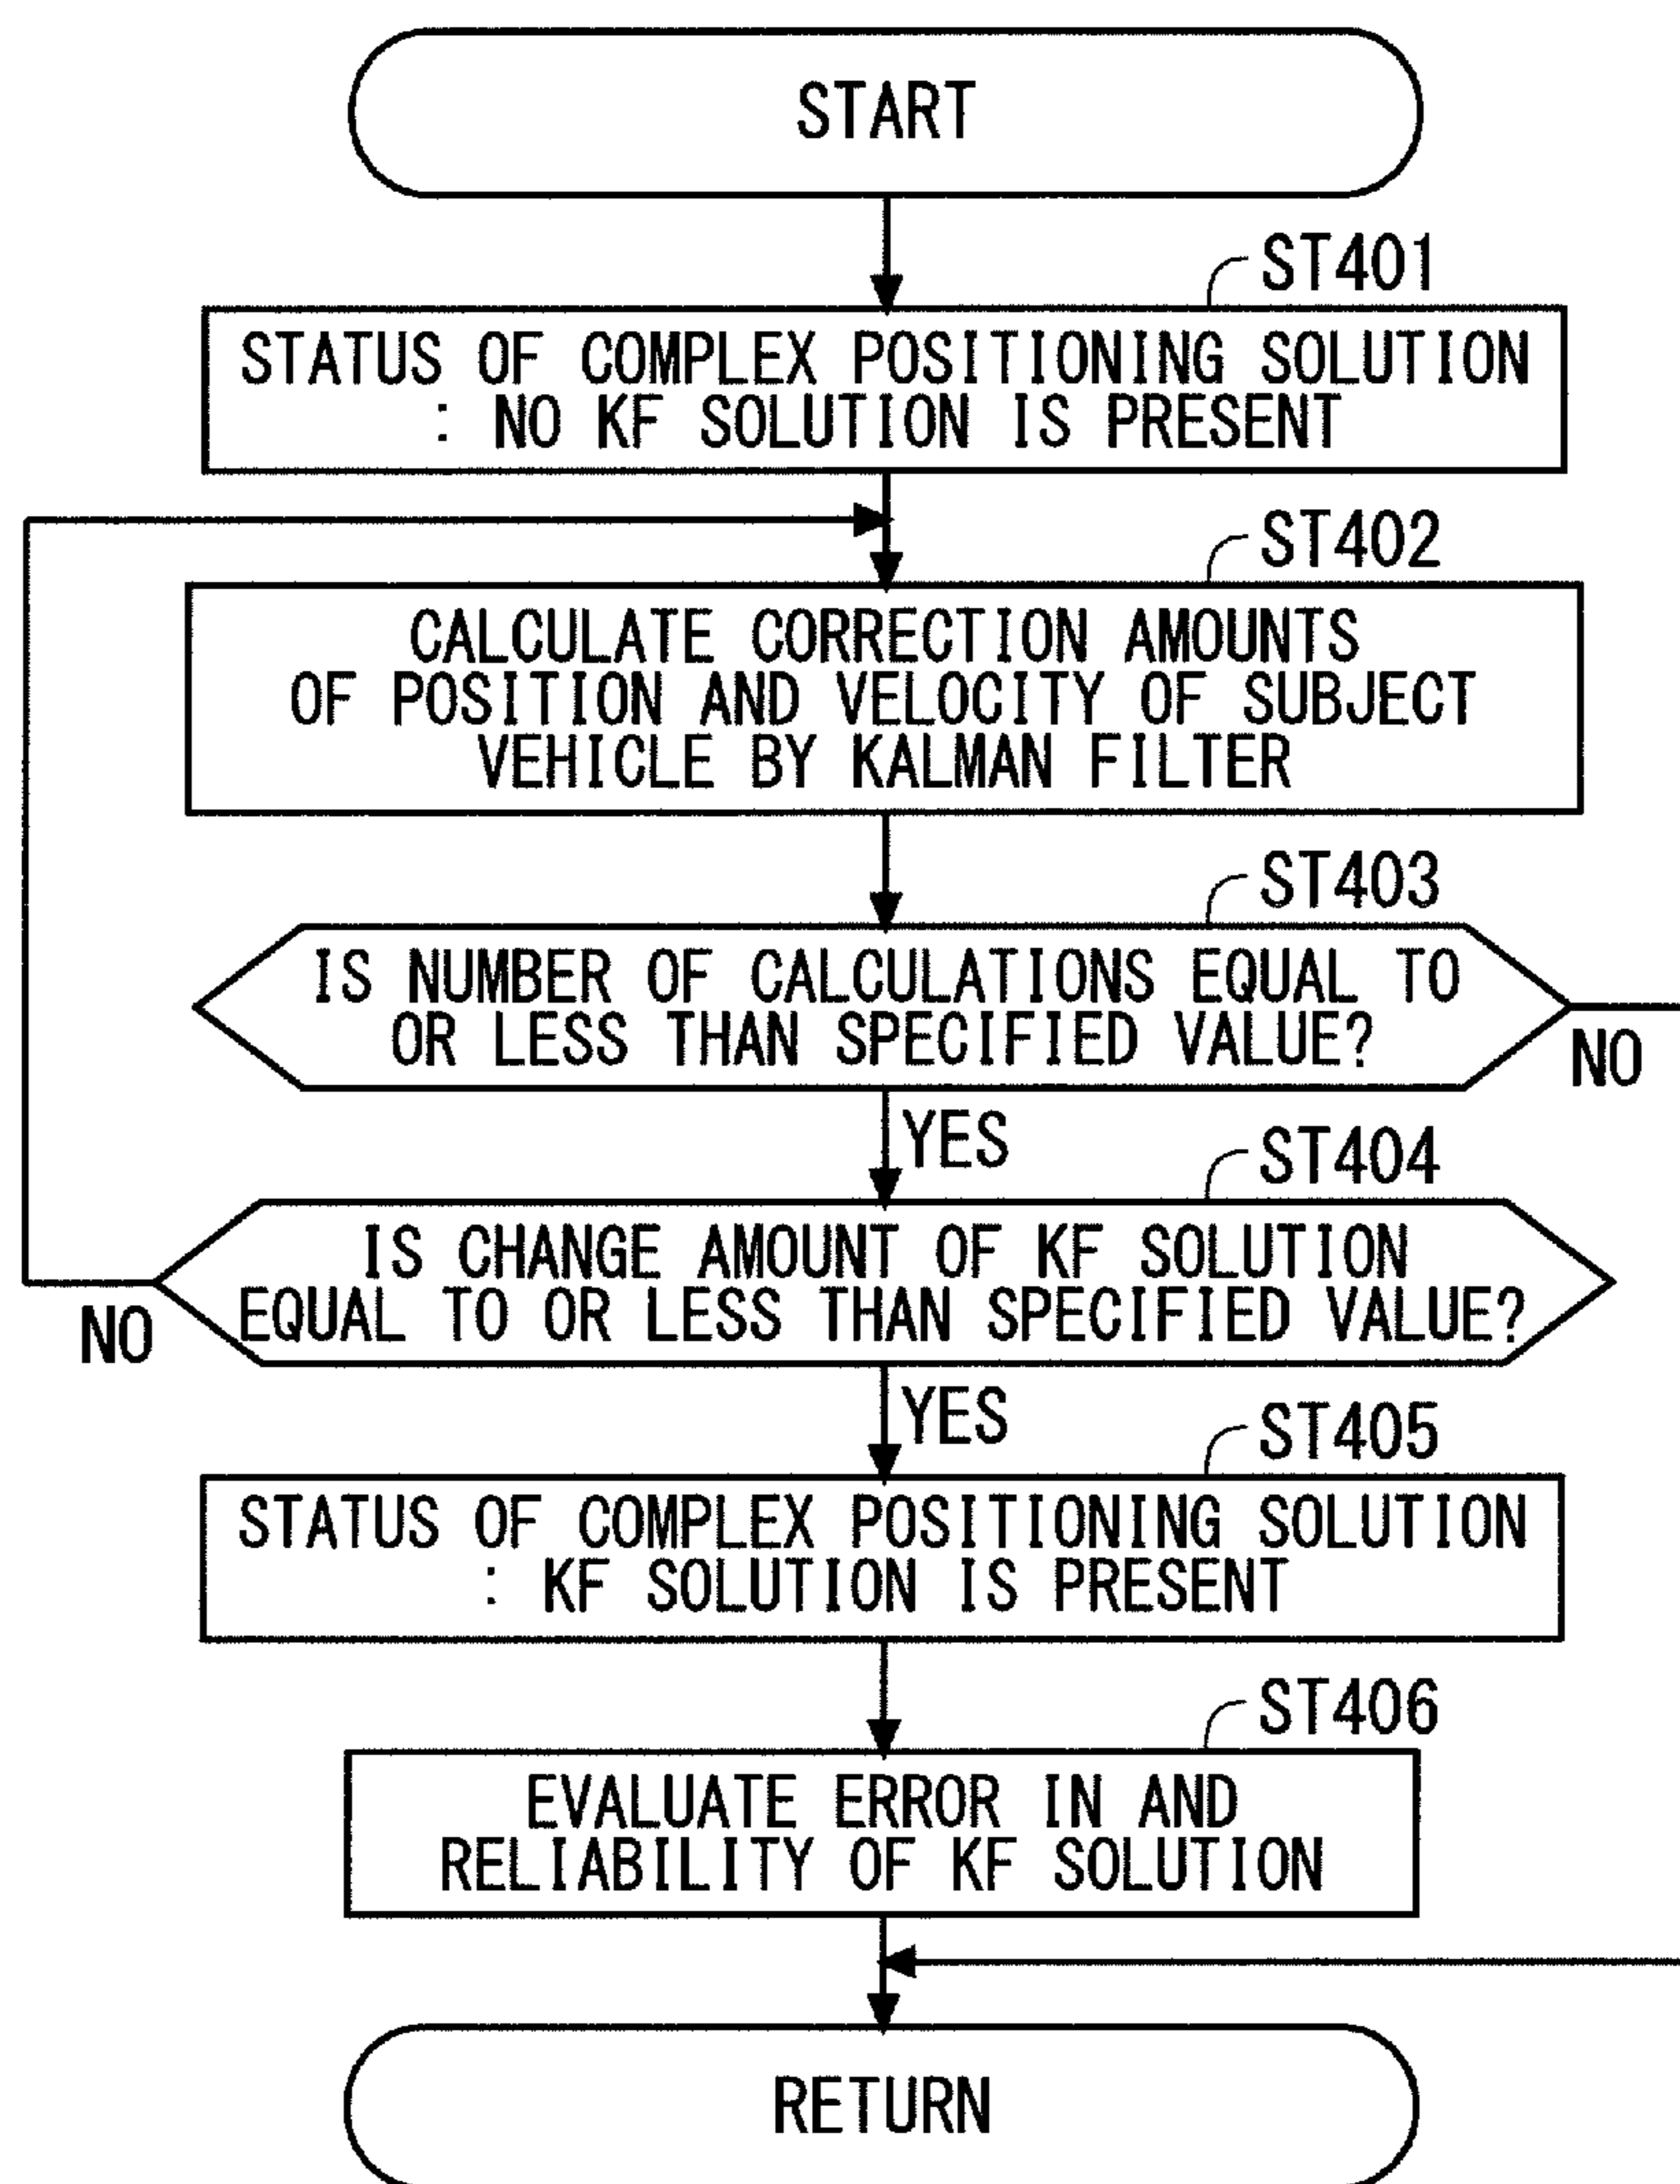 START
ST401
STATUS OF COMPLEX POSITIONING SOLUTION
: NO KF SOLUTION IS PRESENT
ST402
CALCULATE CORRECTION AMOUNTS
OF POSITION AND VELOCITY OF SUBJECT
VEHICLE BY KALMAN FILTER
ST403
IS NUMBER OF CALCULATIONS EQUAL TO
OR LESS THAN SPECIFIED VALUE?
NO
YES
ST404
IS CHANGE AMOUNT OF KF SOLUTION
EQUAL TO OR LESS THAN SPECIFIED VALUE?
NO
YES
ST405
STATUS OF COMPLEX POSITIONING SOLUTION
: KF SOLUTION IS PRESENT
ST406
EVALUATE ERROR IN AND
RELIABILITY OF KF SOLUTION
RETURN